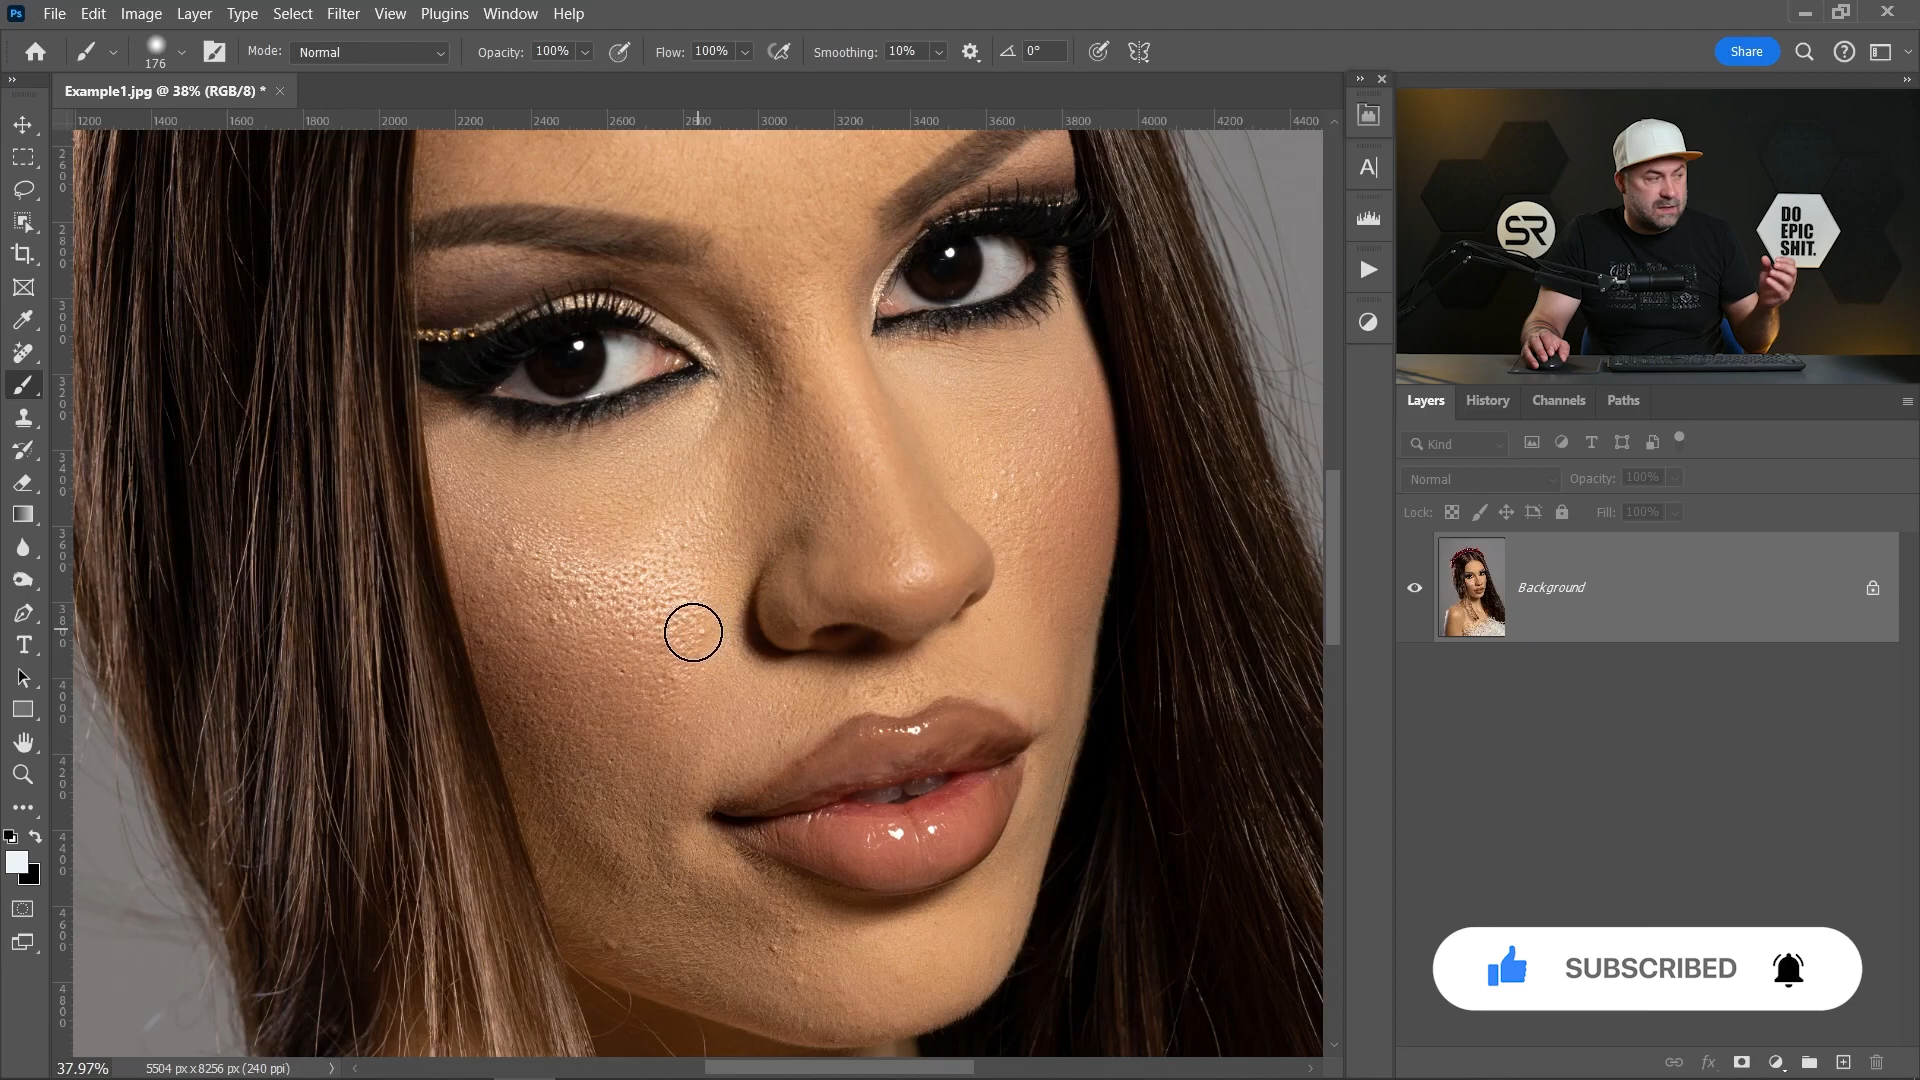 Ps File Edit Image Layer Type Select Filter View Plugins Window Help
176 Mode: Normal Opacity: 100% Flow: 100% Smoothing: 10% 0° Share
Example1.jpg @ 38% (RGB/8) *
1200 1400 1600 1800 2000 2200 2400 2600 2800 3000 3200 3400 3600 3800 4000 4200 4400
2600
2800
3000
3200
3400
3600
3800
4000
4200
4400
4600
4800
SR
DO
EPIC
SHIT.
Layers History Channels Paths
Kind
Normal Opacity: 100%
Lock: Fill: 100%
Background
SUBSCRIBED
fx
37.97% 5504 px x 8256 px (240 ppi)